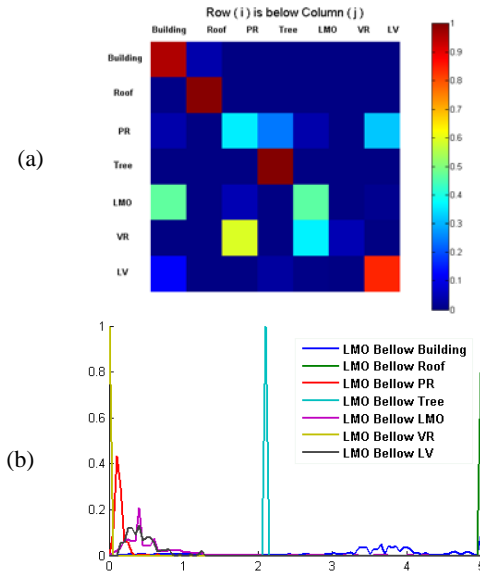 Row ( i ) is below Column ( j )
Building Roof PR Tree LMO VR LV
Building
Roof
PR
Tree
LMO
VR
LV
1
0.9
0.8
0.7
0.6
0.5
0.4
0.3
0.2
0.1
0
(a)
1
0.8
0.6
0.4
0.2
0
0 1 2 3 4 5
LMO Bellow Building
LMO Bellow Roof
LMO Bellow PR
LMO Bellow Tree
LMO Bellow LMO
LMO Bellow VR
LMO Bellow LV
(b)